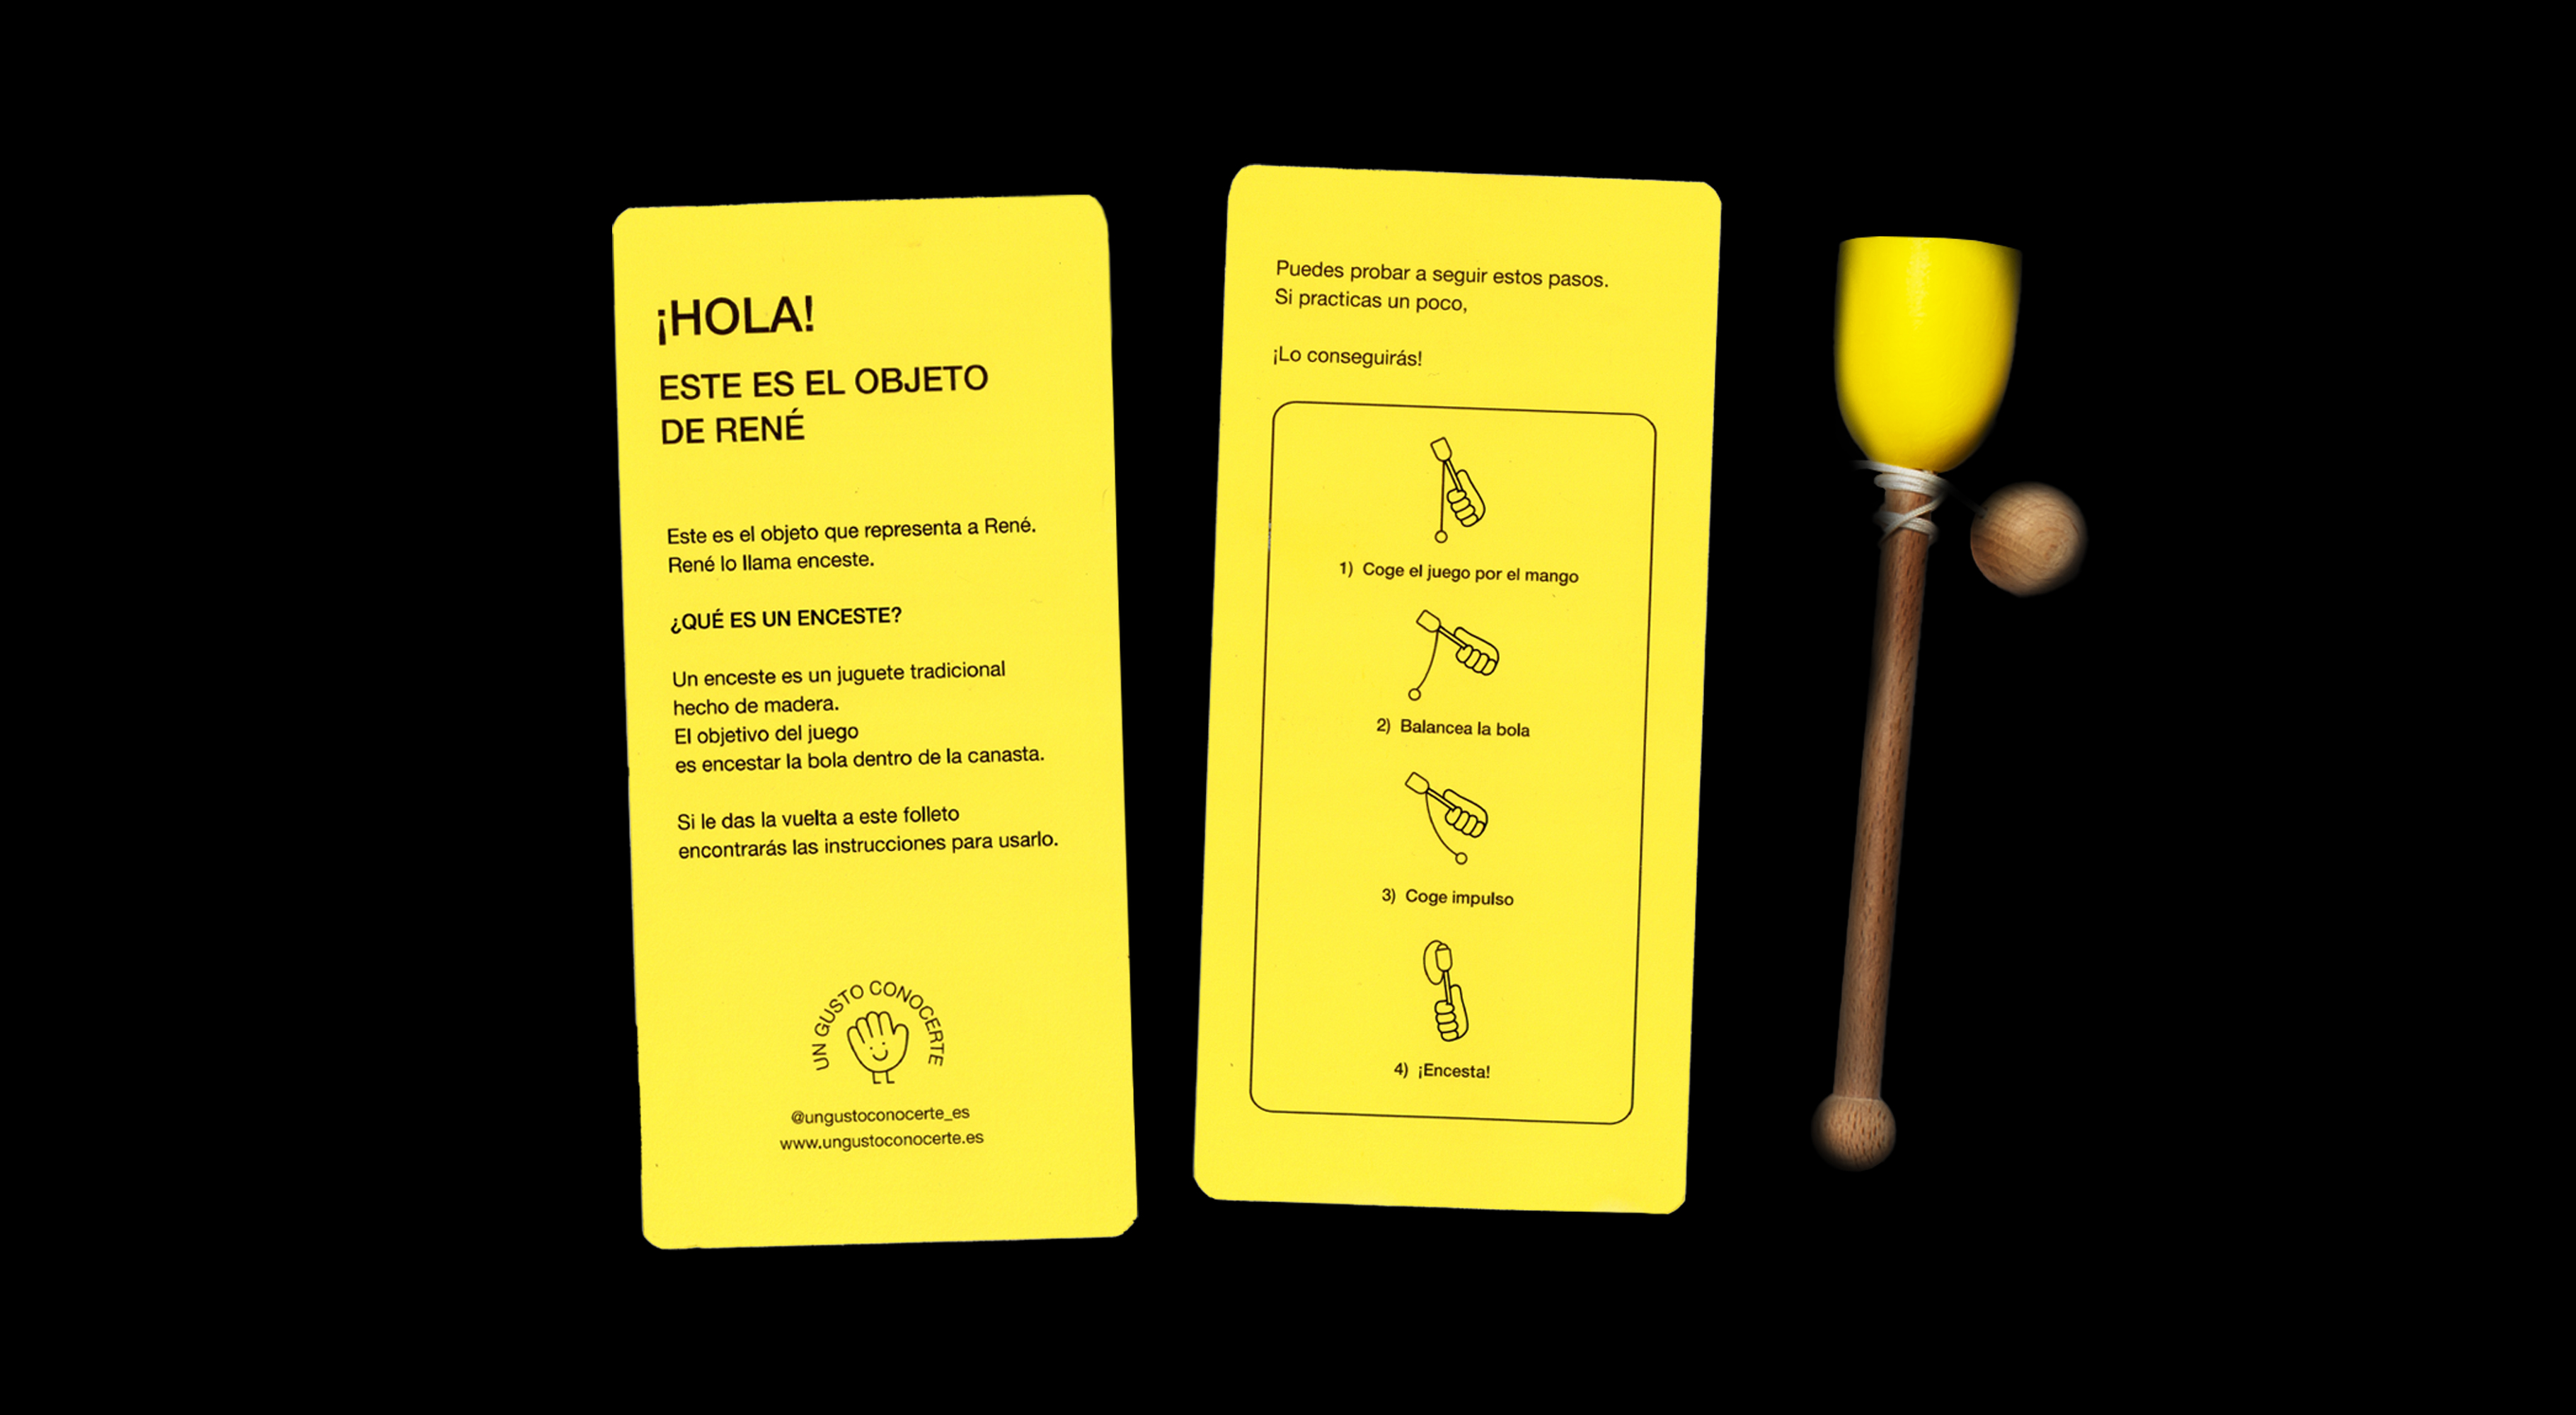 ¡HOLA!
ESTE ES EL OBJETO
DE RENÉ
Este es el objeto que representa a René.
René lo llama enceste.
¿QUÉ ES UN ENCESTE?
Un enceste es un juguete tradicional
hecho de madera.
El objetivo del juego
es encestar la bola dentro de la canasta.
Si le das la vuelta a este folleto
encontrarás las instrucciones para usarlo.
UN GUSTO CONOCERTE
@ungustoconocerte_es
www.ungustoconocerte.es
Puedes probar a seguir estos pasos.
Si practicas un poco,
¡Lo conseguirás!
1) Coge el juego por el mango
2) Balancea la bola
3) Coge impulso
4) ¡Encesta!